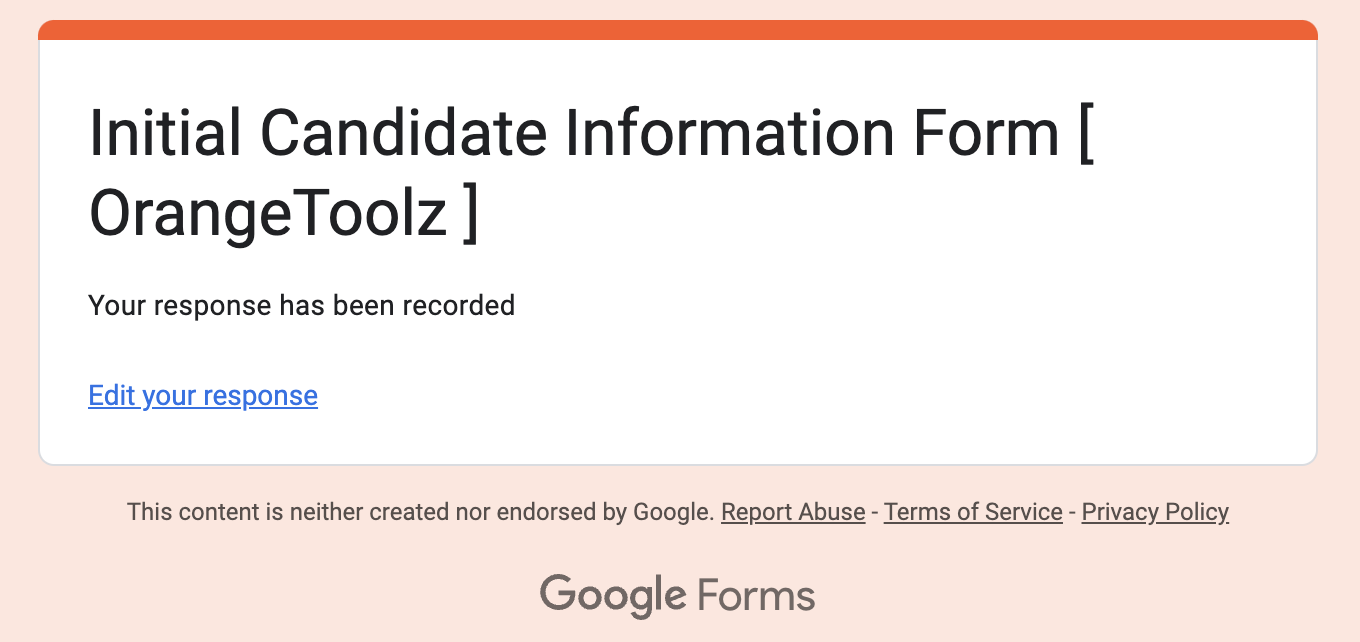 Initial Candidate Information Form [
OrangeToolz ]
Your response has been recorded
Edit your response
This content is neither created nor endorsed by Google. Report Abuse - Terms of Service - Privacy Policy
Google Forms